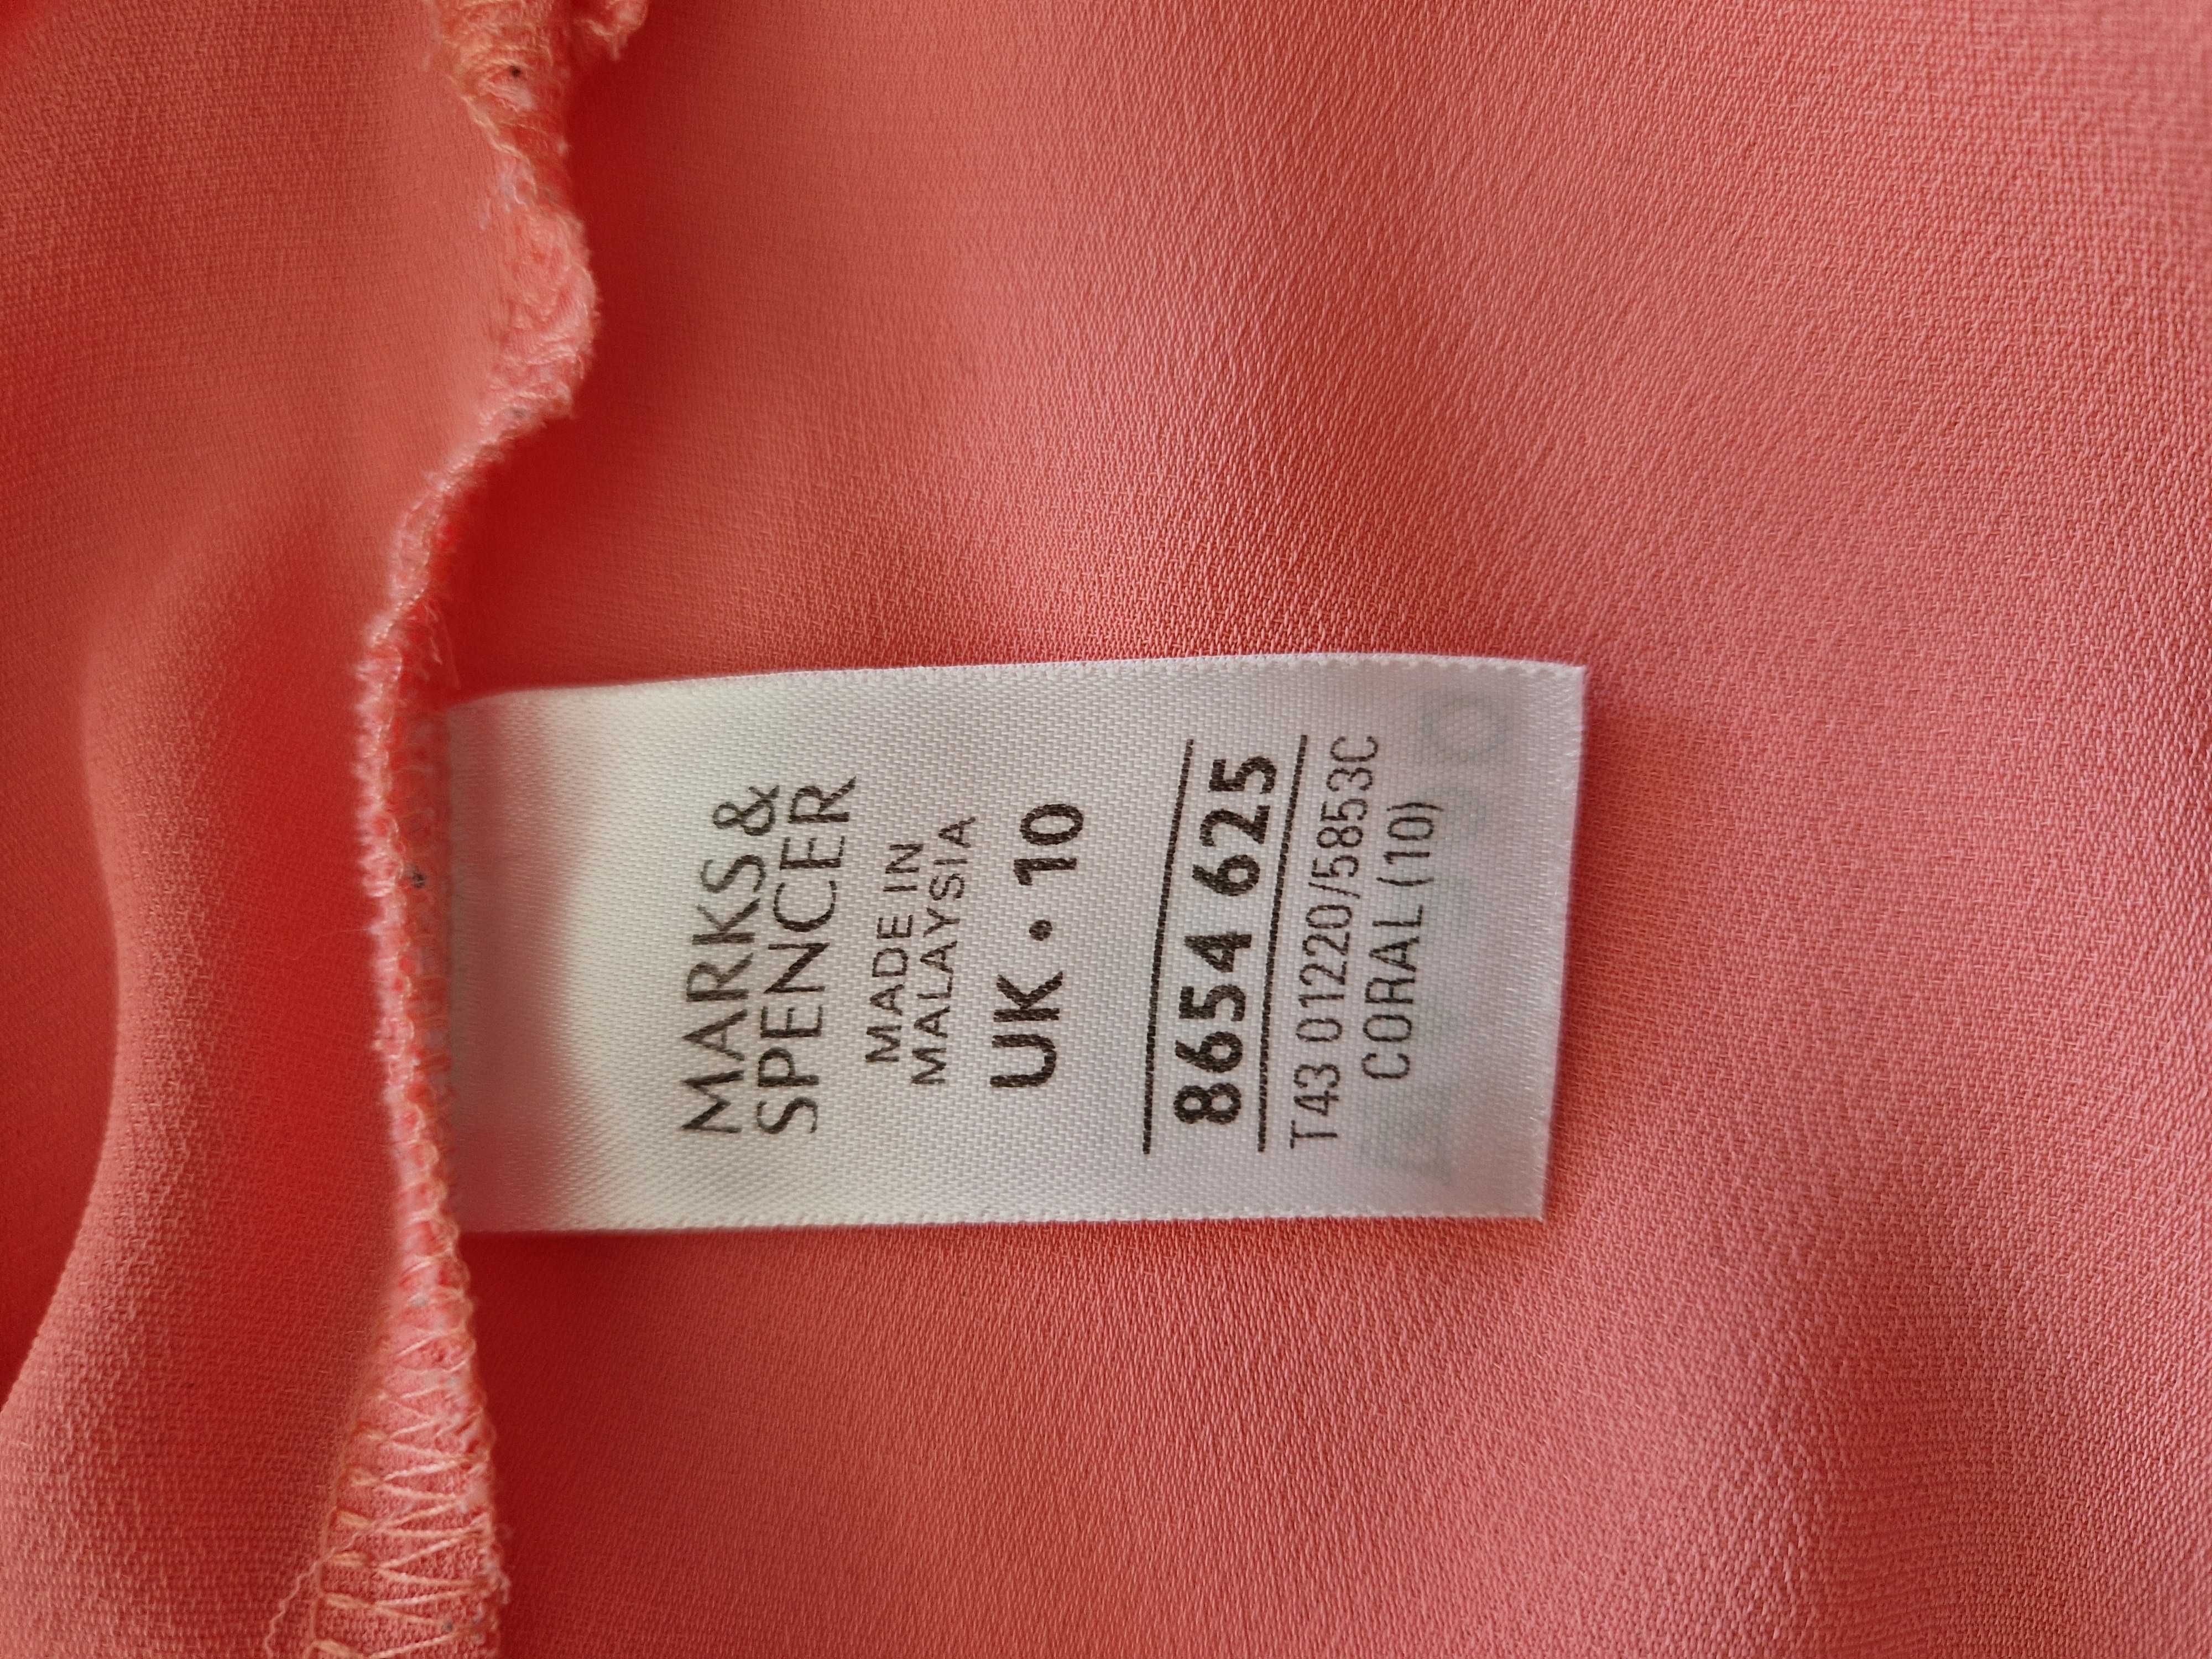 MARKS &
SPENCER
MADE IN
MALAYSIA
UK • 10
8654 625
T43 01220/5853C
CORAL (10)